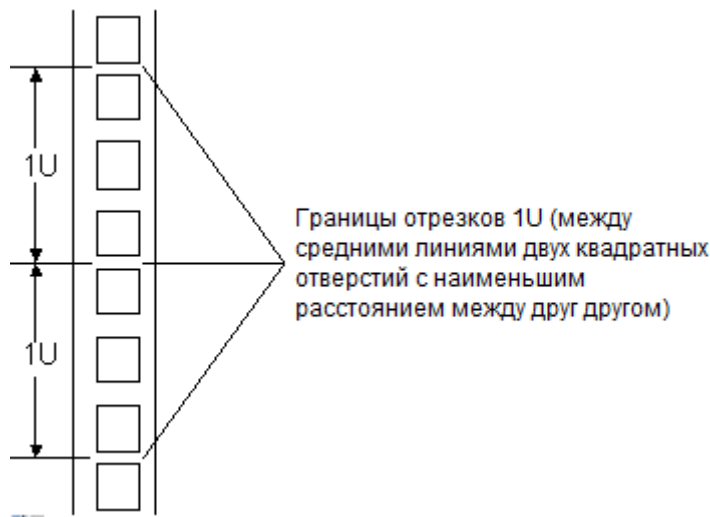 1U
Границы отрезков 1U (между
средними линиями двух квадратных
отверстий с наименьшим
расстоянием между друг другом)
1U